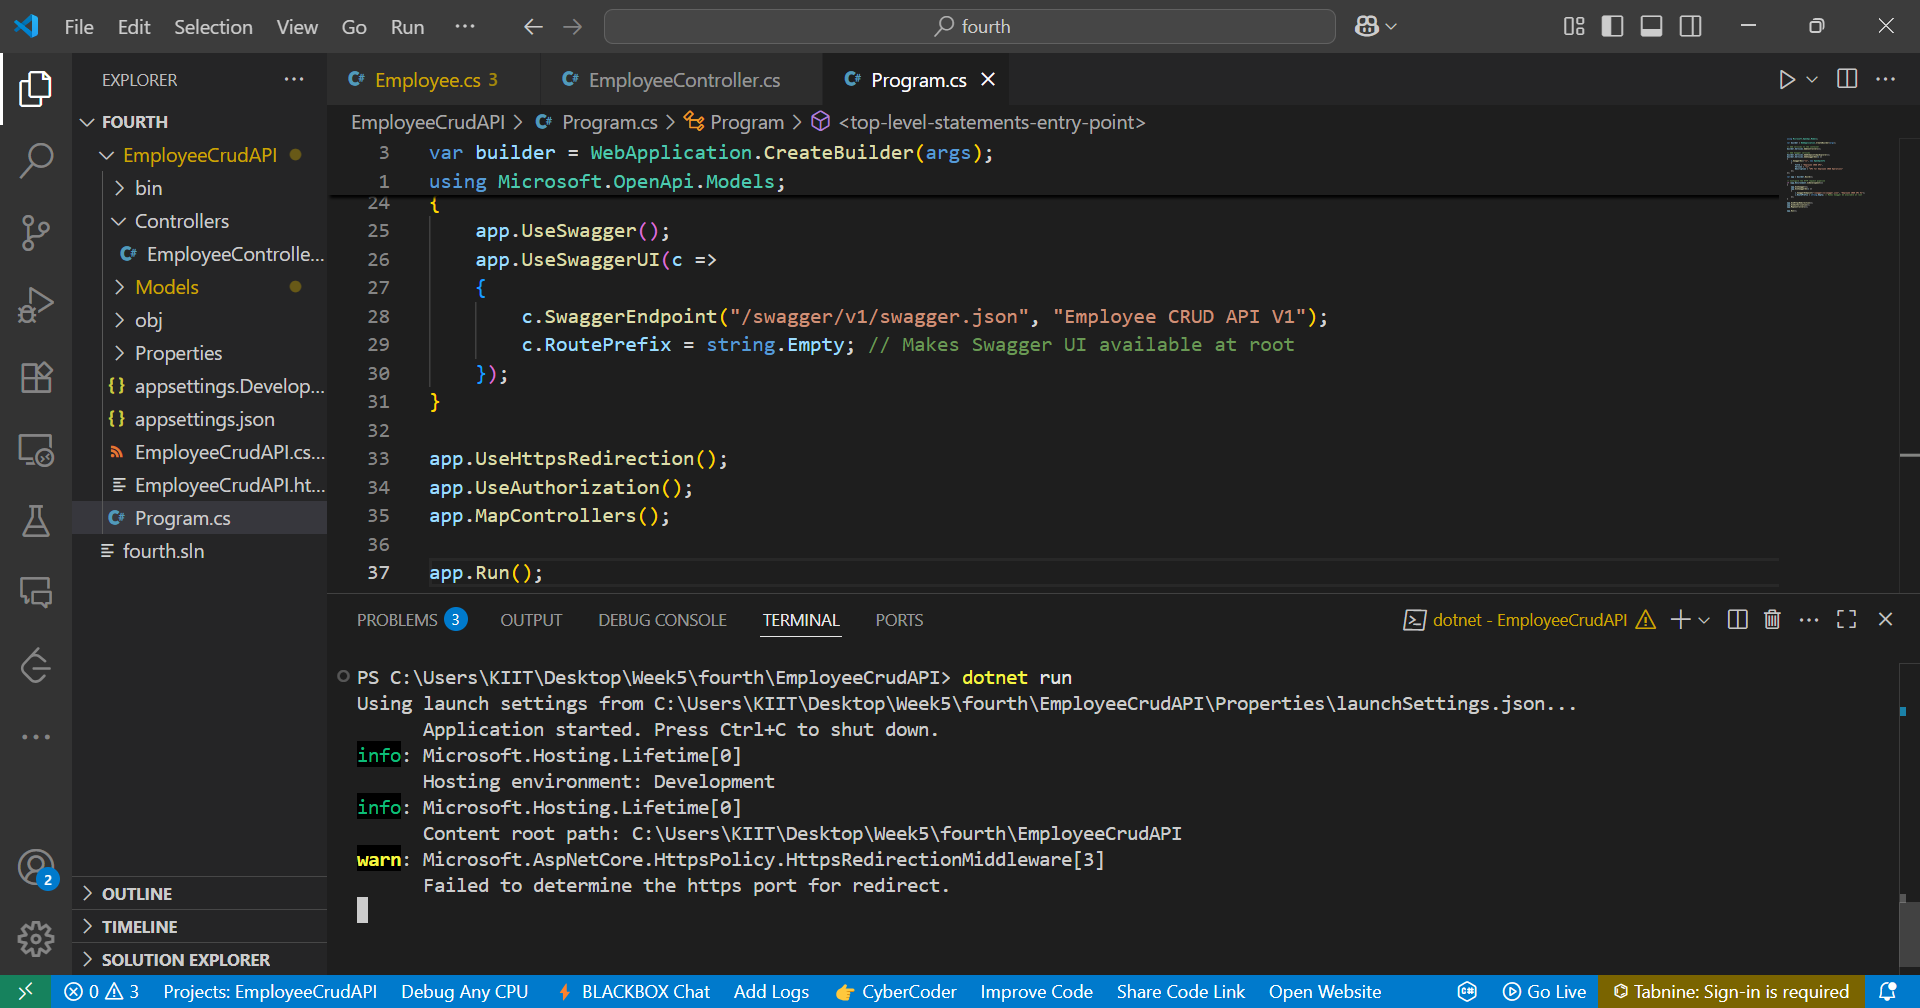 File Edit Selection View Go Run ... fourth
EXPLORER ...
Employee.cs 3 EmployeeController.cs Program.cs
FOURTH
EmployeeCrudAPI > Program.cs > Program > <top-level-statements-entry-point>
EmployeeCrudAPI
bin
Controllers
EmployeeControlle...
Models
obj
Properties
appsettings.Develop...
appsettings.json
EmployeeCrudAPI.cs...
EmployeeCrudAPI.ht...
Program.cs
fourth.sln
OUTLINE
TIMELINE
SOLUTION EXPLORER
3 var builder = WebApplication.CreateBuilder(args);
1 using Microsoft.OpenApi.Models;
24 {
25 app.UseSwagger();
26 app.UseSwaggerUI(c =>
27 {
28 c.SwaggerEndpoint("/swagger/v1/swagger.json", "Employee CRUD API V1");
29 c.RoutePrefix = string.Empty; // Makes Swagger UI available at root
30 });
31 }
32
33 app.UseHttpsRedirection();
34 app.UseAuthorization();
35 app.MapControllers();
36
37 app.Run();
PROBLEMS 3 OUTPUT DEBUG CONSOLE TERMINAL PORTS dotnet - EmployeeCrudAPI
PS C:\Users\KIIT\Desktop\Week5\fourth\EmployeeCrudAPI> dotnet run
Using launch settings from C:\Users\KIIT\Desktop\Week5\fourth\EmployeeCrudAPI\Properties\launchSettings.json...
Application started. Press Ctrl+C to shut down.
info: Microsoft.Hosting.Lifetime[0]
Hosting environment: Development
info: Microsoft.Hosting.Lifetime[0]
Content root path: C:\Users\KIIT\Desktop\Week5\fourth\EmployeeCrudAPI
warn: Microsoft.AspNetCore.HttpsPolicy.HttpsRedirectionMiddleware[3]
Failed to determine the https port for redirect.
2
0 3 Projects: EmployeeCrudAPI Debug Any CPU BLACKBOX Chat Add Logs CyberCoder Improve Code Share Code Link Open Website Go Live Tabnine: Sign-in is required